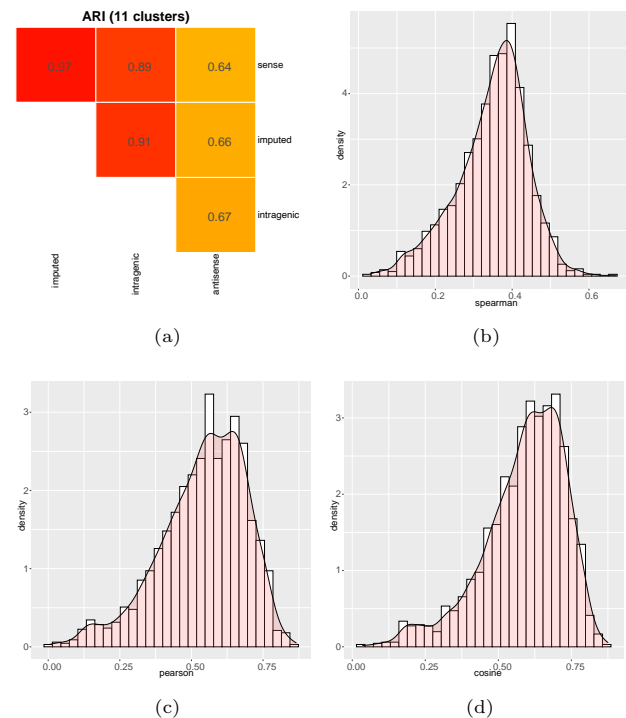 ARI (11 clusters)
0.97 0.89 0.64 sense
0.91 0.66 imputed
0.67 intragenic
imputed intragenic antisense
(a)
density
4
2
0
0.0 0.2 0.4 0.6
spearman
(b)
density
3
2
1
0
0.00 0.25 0.50 0.75
pearson
(c)
density
3
2
1
0
0.00 0.25 0.50 0.75
cosine
(d)